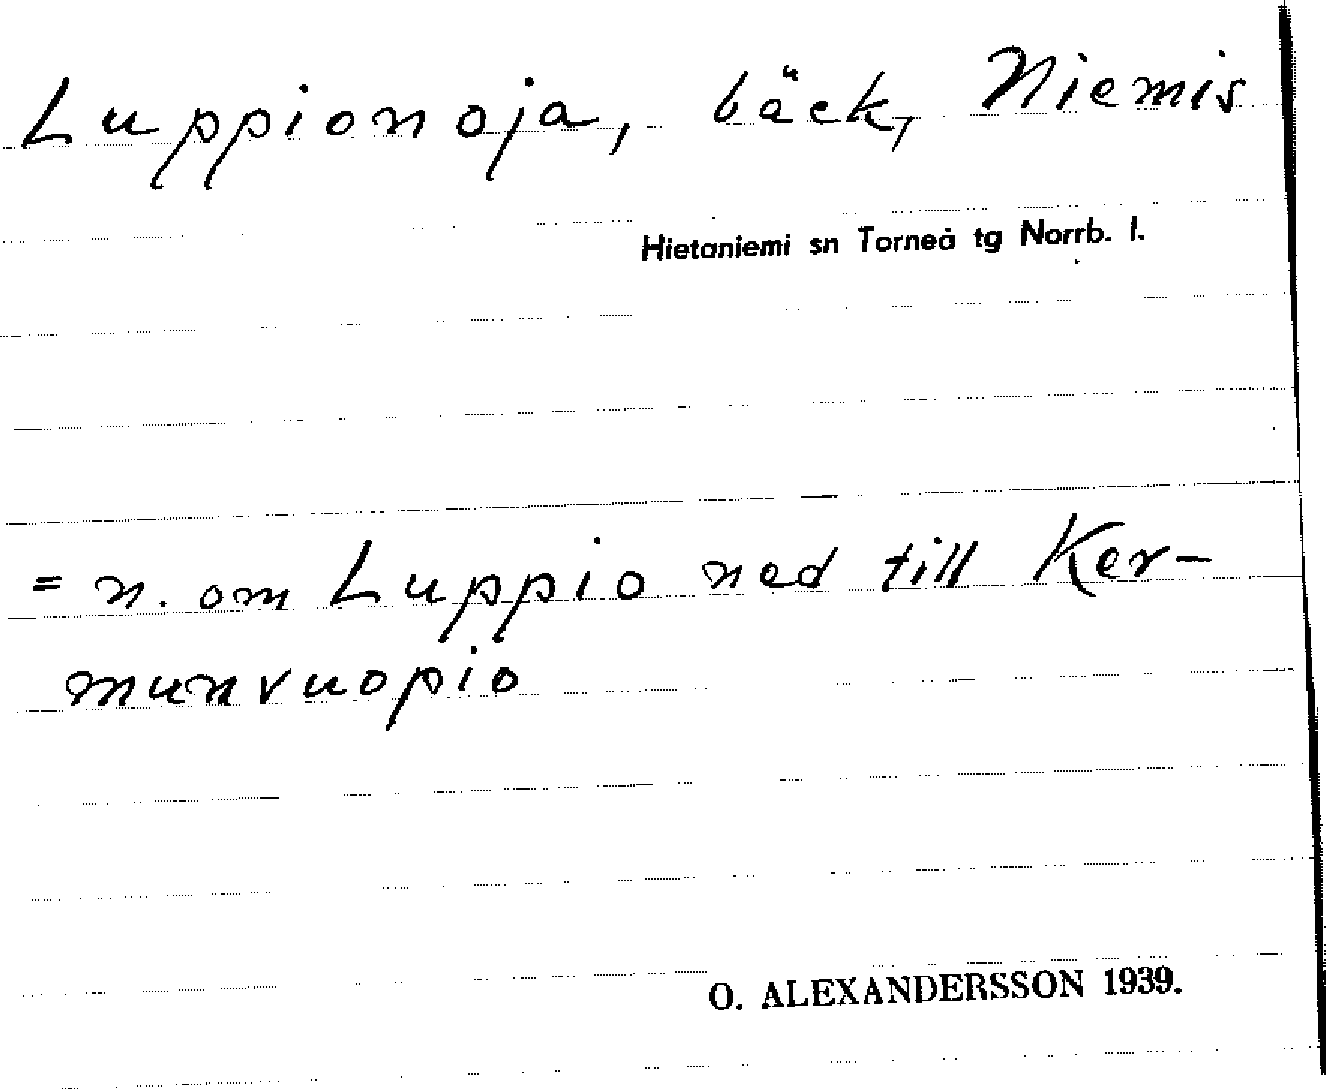 Luppionoja, bäck, Niemis
Hietaniemi sn Torneå tg Norrb. l.
= n. om Luppio ned till Ker-
munvuopio
O. ALEXANDERSSON 1939.